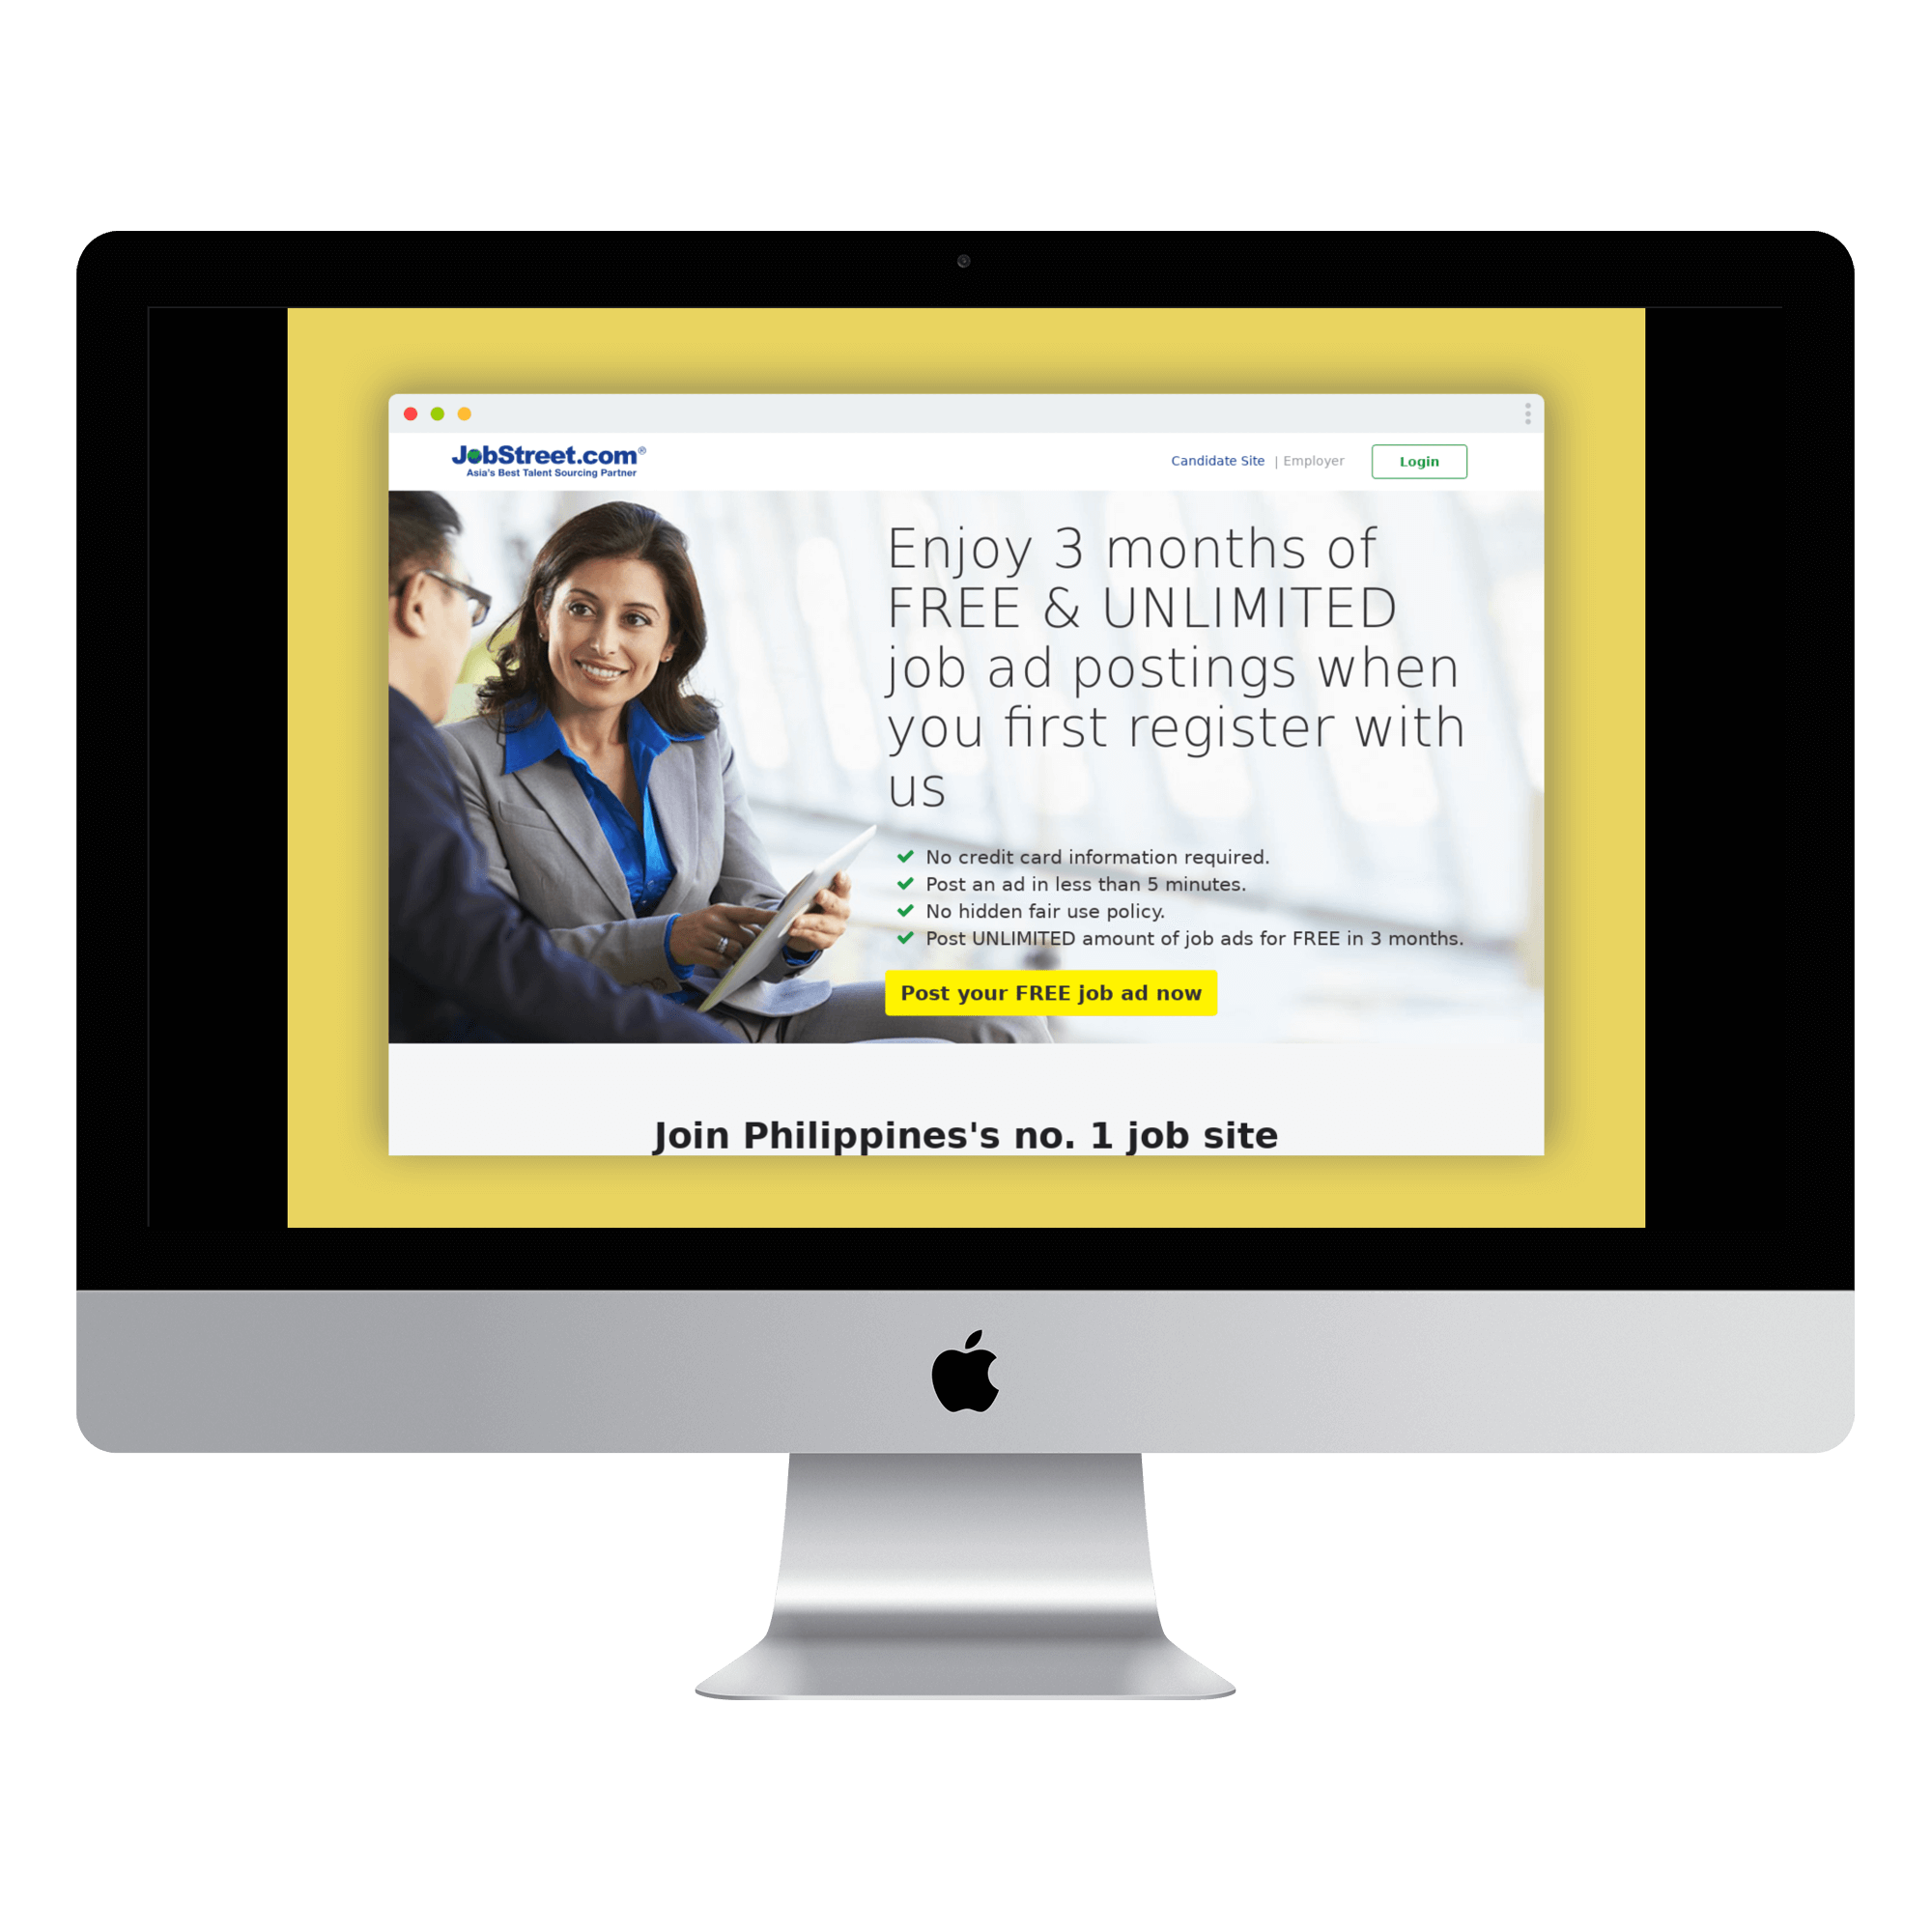 JobStreet.com®
Asia's Best Talent Sourcing Partner
Candidate Site | Employer
Login
Enjoy 3 months of
FREE & UNLIMITED
job ad postings when
you first register with
us
No credit card information required.
Post an ad in less than 5 minutes.
No hidden fair use policy.
Post UNLIMITED amount of job ads for FREE in 3 months.
Post your FREE job ad now
Join Philippines's no. 1 job site